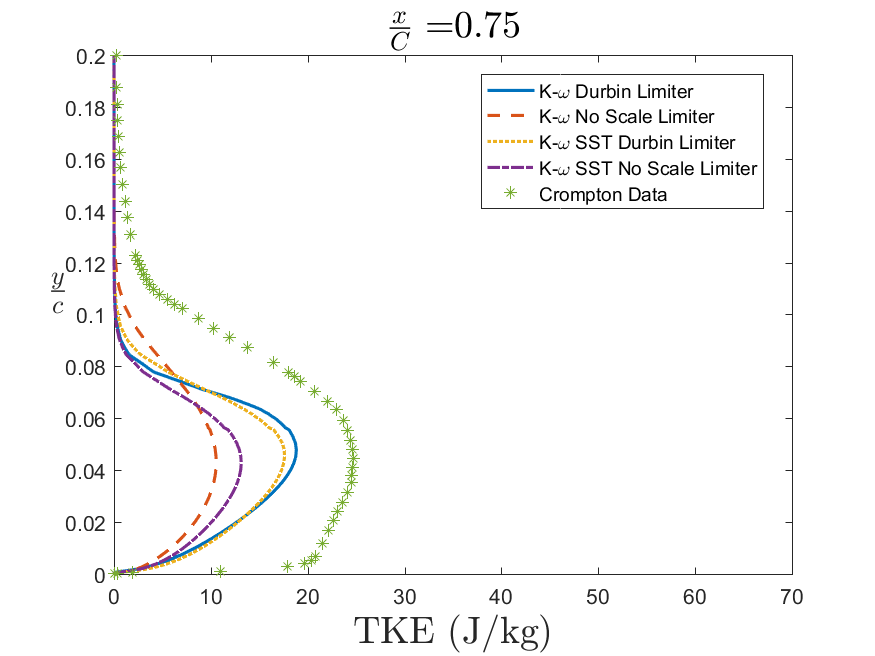 x/C =0.75
0.2
0.18
0.16
0.14
0.12
0.1
0.08
0.06
0.04
0.02
0
y/c
K-ω Durbin Limiter
K-ω No Scale Limiter
K-ω SST Durbin Limiter
K-ω SST No Scale Limiter
Crompton Data
0 10 20 30 40 50 60 70
TKE (J/kg)